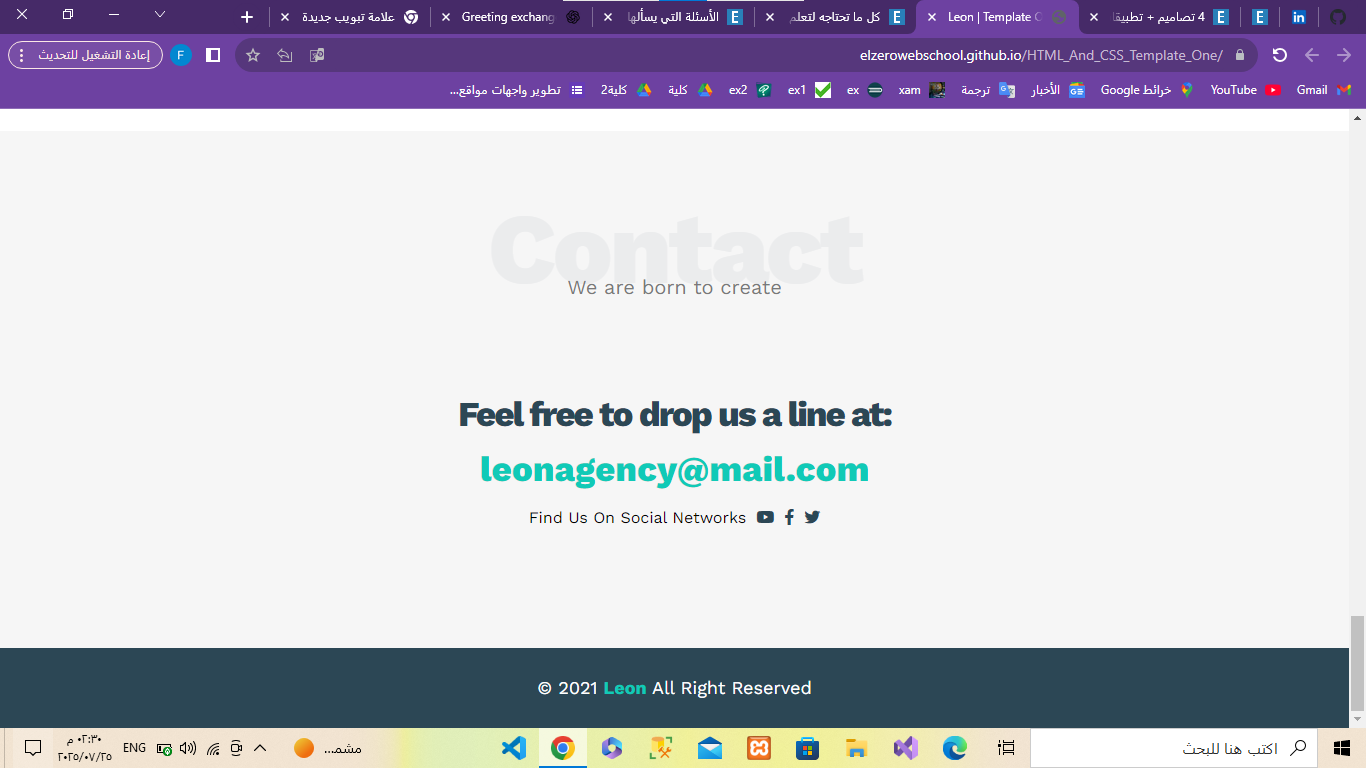 علامة تبويب جديدة
Greeting exchang
الأسئلة التي يسألها
كل ما تحتاجه لتعلم
Leon | Template O
4 تصاميم + تطبيقا
إعادة التشغيل للتحديث
F
elzerowebschool.github.io/HTML_And_CSS_Template_One/
Gmail
YouTube
خرائط Google
الأخبار
ترجمة
xam
ex
ex1
ex2
كلية
كلية2
تطوير واجهات مواقع...
Contact
We are born to create
Feel free to drop us a line at:
leonagency@mail.com
Find Us On Social Networks
© 2021 Leon All Right Reserved
اكتب هنا للبحث
مشمـ...
ENG
٠٢:٣٠ م
٢٠٢٥/٠٧/٢٥